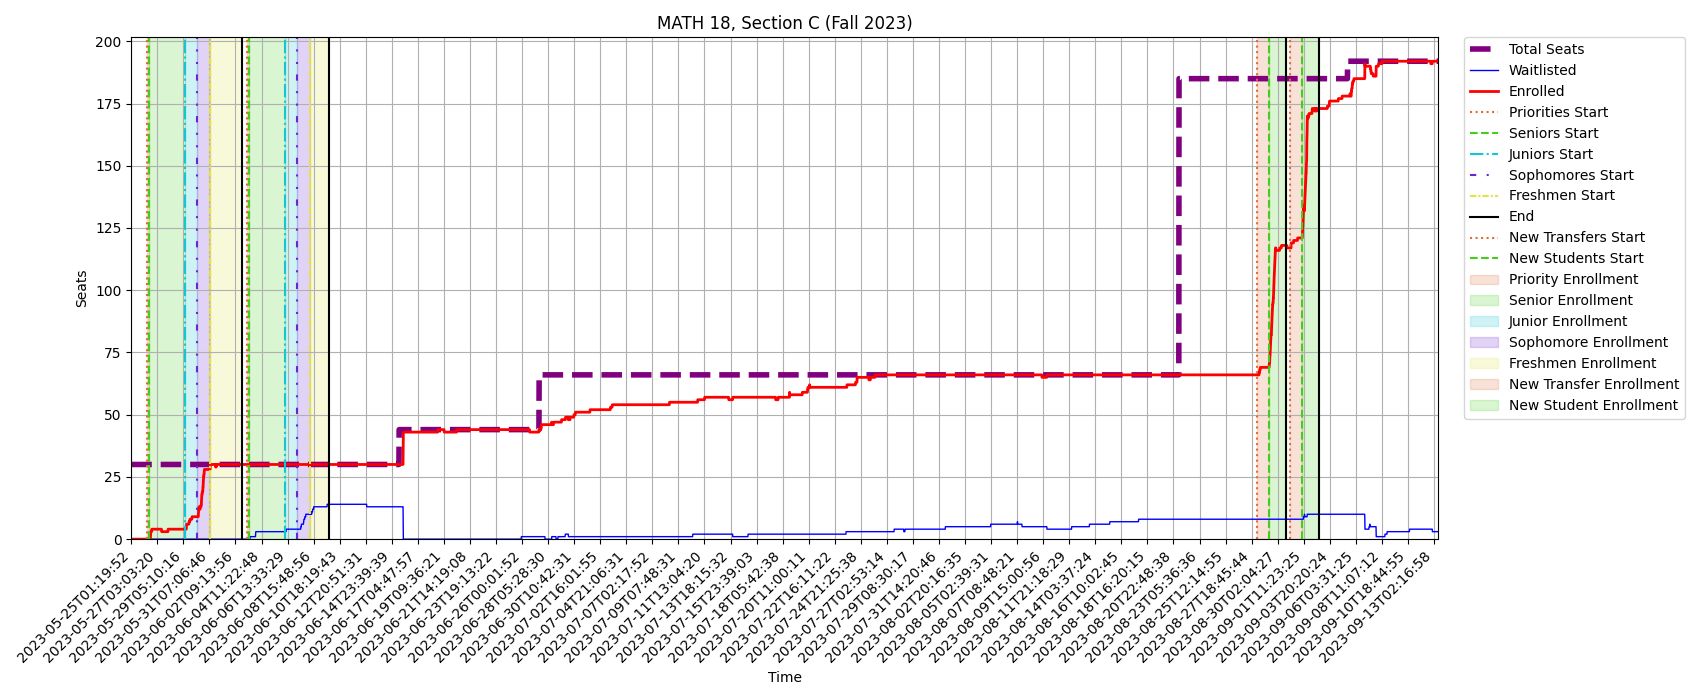 MATH 18, Section C (Fall 2023)
Seats
200
175
150
125
100
75
50
25
0
2023-05-25T01:19:52
2023-05-27T03:03:20
2023-05-29T05:10:16
2023-05-31T07:06:46
2023-06-02T09:13:56
2023-06-04T11:22:48
2023-06-06T13:33:29
2023-06-08T15:48:56
2023-06-10T18:19:43
2023-06-12T20:51:31
2023-06-14T23:39:39
2023-06-17T04:47:57
2023-06-19T09:36:21
2023-06-21T14:19:08
2023-06-23T19:13:22
2023-06-26T00:01:52
2023-06-28T05:28:30
2023-06-30T10:42:31
2023-07-02T16:01:55
2023-07-04T21:06:31
2023-07-07T02:17:52
2023-07-09T07:48:31
2023-07-11T13:04:20
2023-07-13T18:15:32
2023-07-15T23:39:03
2023-07-18T05:42:38
2023-07-20T11:00:11
2023-07-22T16:11:22
2023-07-24T21:25:38
2023-07-27T02:53:14
2023-07-29T08:30:17
2023-07-31T14:20:46
2023-08-02T20:16:35
2023-08-05T02:39:31
2023-08-07T08:48:21
2023-08-09T15:00:56
2023-08-11T21:18:29
2023-08-14T03:37:24
2023-08-16T10:02:45
2023-08-18T16:20:15
2023-08-20T22:48:38
2023-08-23T05:36:36
2023-08-25T12:14:55
2023-08-27T18:45:44
2023-08-30T02:04:27
2023-09-01T11:23:25
2023-09-03T20:20:24
2023-09-06T03:31:25
2023-09-08T11:07:12
2023-09-10T18:44:55
2023-09-13T02:16:58
Time
Total Seats
Waitlisted
Enrolled
Priorities Start
Seniors Start
Juniors Start
Sophomores Start
Freshmen Start
End
New Transfers Start
New Students Start
Priority Enrollment
Senior Enrollment
Junior Enrollment
Sophomore Enrollment
Freshmen Enrollment
New Transfer Enrollment
New Student Enrollment